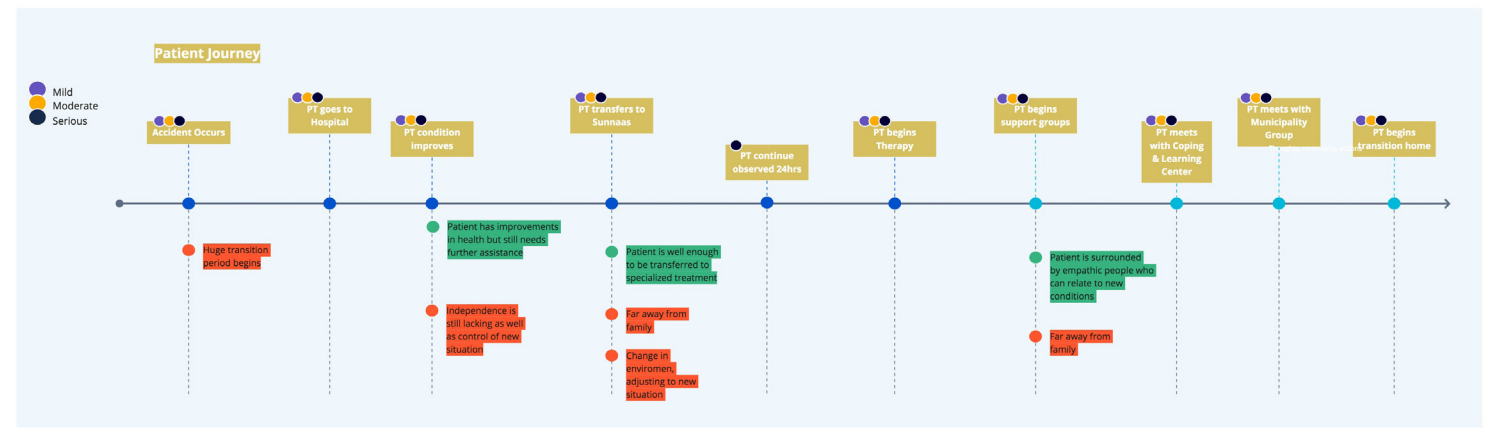 Patient Journey
Mild
Moderate
Serious
Accident Occurs
PT goes to
Hospital
PT condition
improves
PT transfers to
Sunnaas
PT continue
observed 24hrs
PT begins
Therapy
PT begins
support groups
PT meets
with Coping
& Learning
Center
PT meets with
Municipality
Group
PT begins
transition home
Huge transition
period begins
Patient has improvements
in health but still needs
further assistance
Independence is
still lacking as well
as control of new
situation
Patient is well enough
to be transferred to
specialized treatment
Far away from
family
Change in
enviromen,
adjusting to new
situation
Patient is surrounded
by empathic people who
can relate to new
conditions
Far away from
family